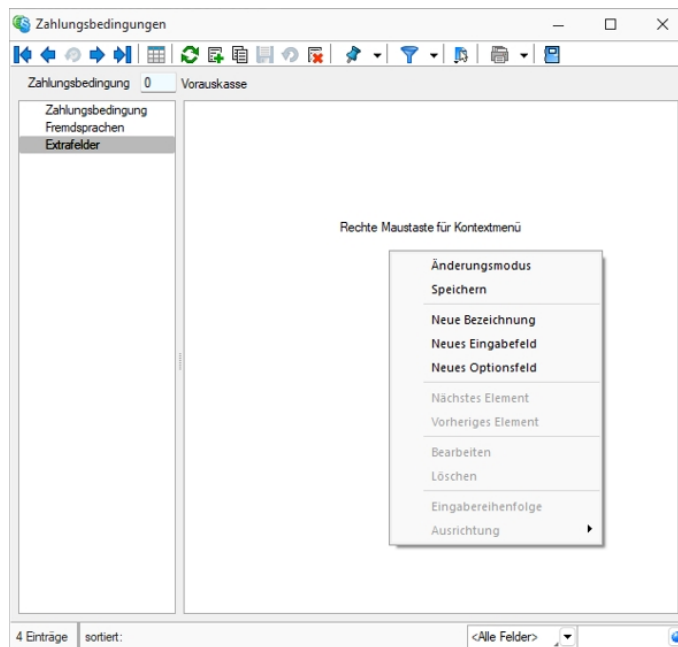 Zahlungsbedingungen
Zahlungsbedingung 0 Vorauskasse
Zahlungsbedingung
Fremdsprachen
Extrafelder
Rechte Maustaste für Kontextmenü
Änderungsmodus
Speichern
Neue Bezeichnung
Neues Eingabefeld
Neues Optionsfeld
Nächstes Element
Vorheriges Element
Bearbeiten
Löschen
Eingabereihenfolge
Ausrichtung
4 Einträge sortiert: <Alle Felder>